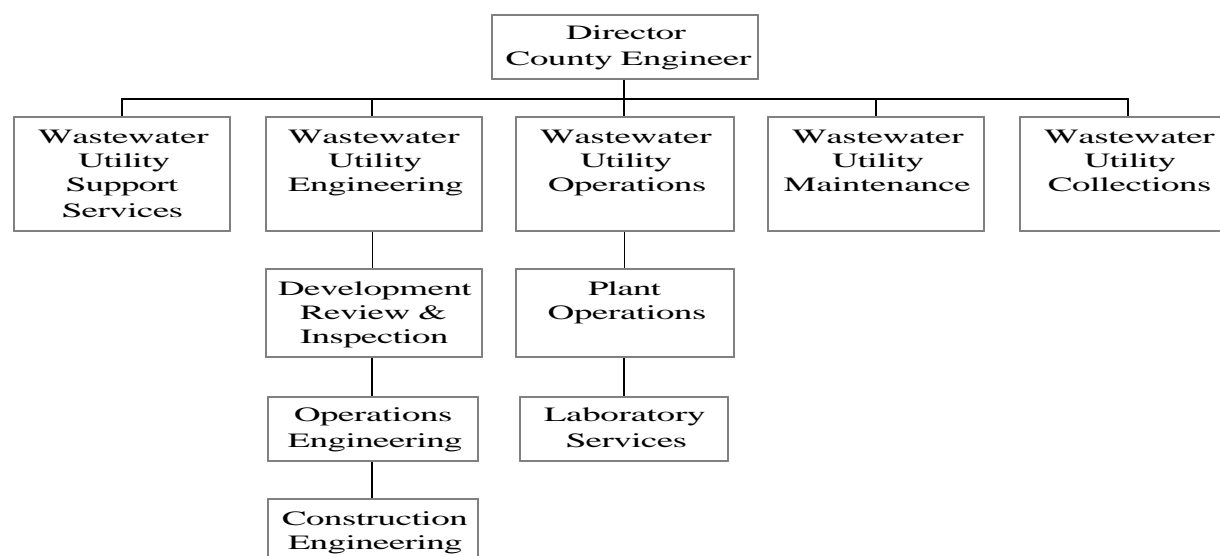 Director
County Engineer
Wastewater
Utility
Support
Services
Wastewater
Utility
Engineering
Wastewater
Utility
Operations
Wastewater
Utility
Maintenance
Wastewater
Utility
Collections
Development
Review &
Inspection
Plant
Operations
Operations
Engineering
Laboratory
Services
Construction
Engineering